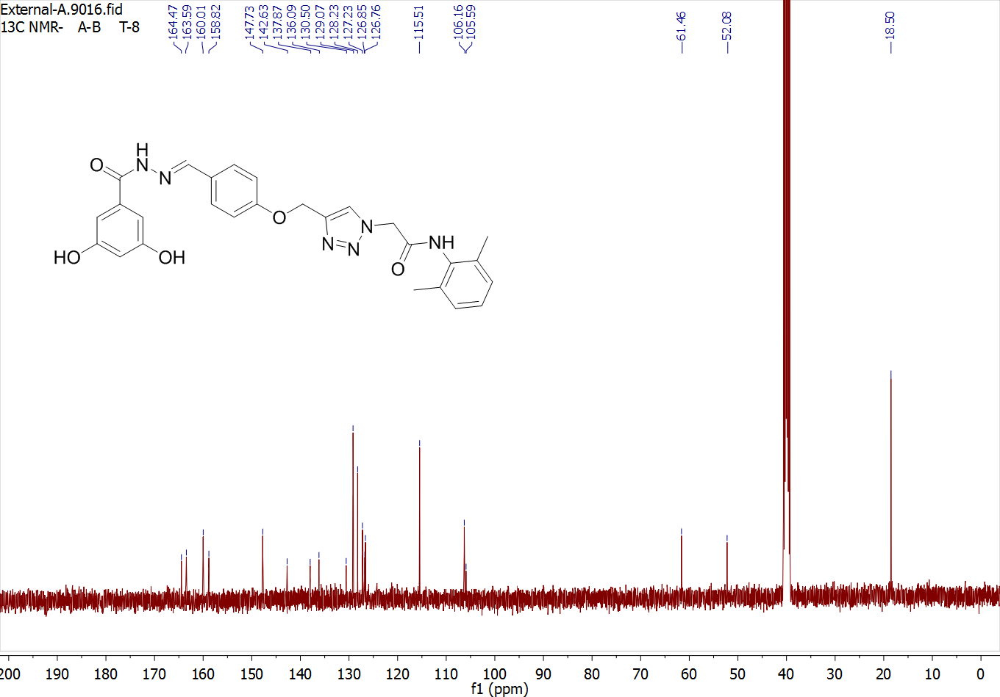 External-A.9016.fid
13C NMR- A-B T-8
164.47
163.59
160.01
158.82
147.73
142.63
137.87
136.09
130.50
129.07
128.23
127.23
126.85
126.76
115.51
106.16
105.59
61.46
52.08
18.50
H
N
O
N
HO
OH
O
N
N
N
NH
O
200 190 180 170 160 150 140 130 120 110 100 90 80 70 60 50 40 30 20 10 0
f1 (ppm)